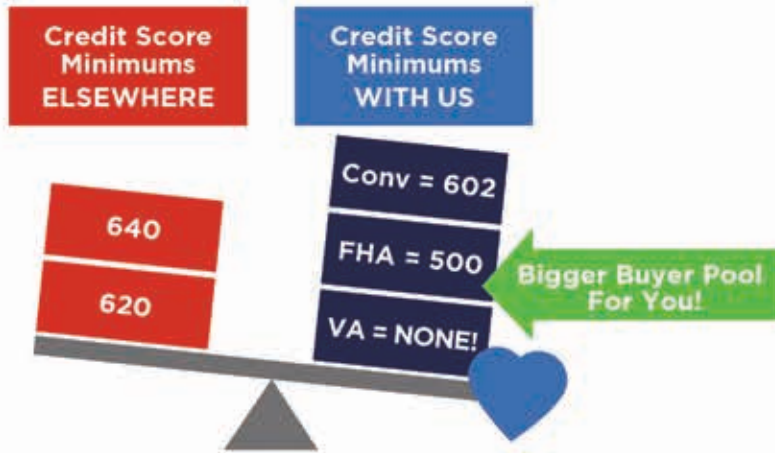 Credit Score
Minimums
ELSEWHERE
Credit Score
Minimums
WITH US
640
620
Conv = 602
FHA = 500
VA = NONE!
Bigger Buyer Pool
For You!